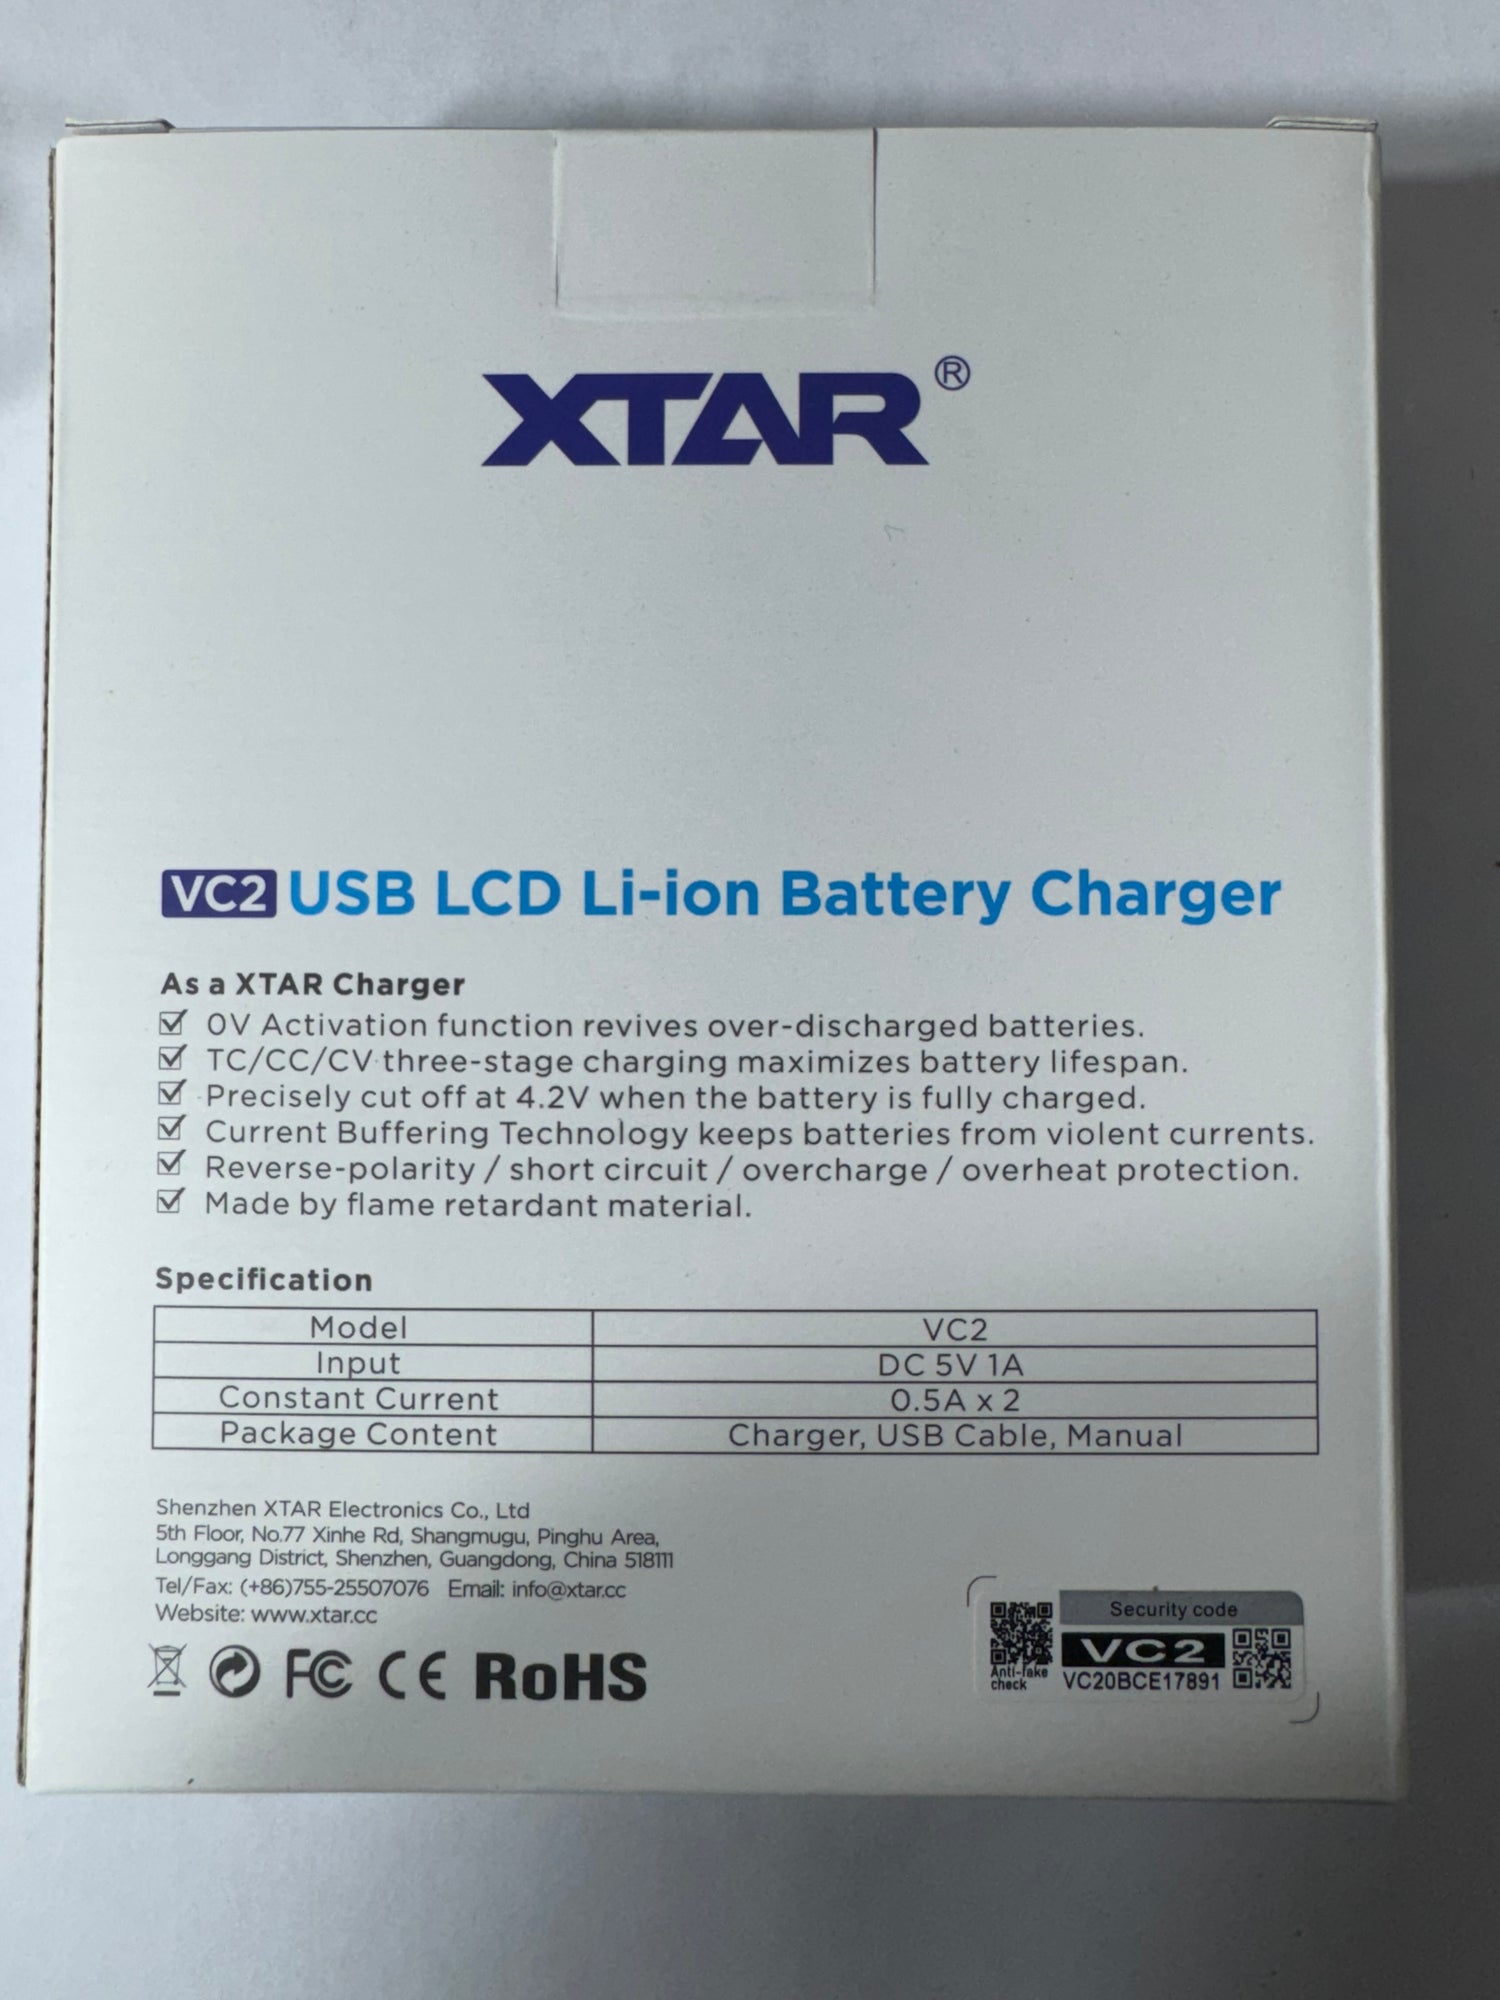 XTAR®
VC2 USB LCD Li-ion Battery Charger
As a XTAR Charger
0V Activation function revives over-discharged batteries.
TC/CC/CV three-stage charging maximizes battery lifespan.
Precisely cut off at 4.2V when the battery is fully charged.
Current Buffering Technology keeps batteries from violent currents.
Reverse-polarity / short circuit / overcharge / overheat protection.
Made by flame retardant material.
Specification
Model VC2
Input DC 5V 1A
Constant Current 0.5A x 2
Package Content Charger, USB Cable, Manual
Shenzhen XTAR Electronics Co., Ltd
5th Floor, No.77 Xinhe Rd, Shangmugu, Pinghu Area,
Longgang District, Shenzhen, Guangdong, China 518111
Tel/Fax: (+86)755-25507076 Email: info@xtar.cc
Website: www.xtar.cc
FC CE RoHS
Security code
VC2
Anti-fake
check
VC20BCE17891